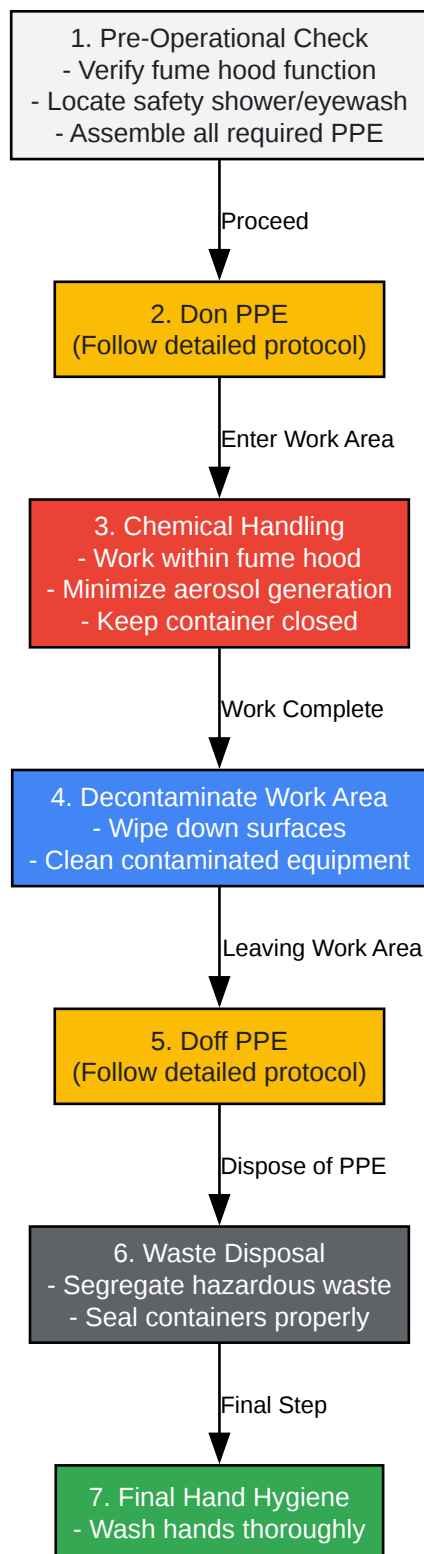 1. Pre-Operational Check
- Verify fume hood function
- Locate safety shower/eyewash
- Assemble all required PPE
Proceed
2. Don PPE
(Follow detailed protocol)
Enter Work Area
3. Chemical Handling
- Work within fume hood
- Minimize aerosol generation
- Keep container closed
Work Complete
4. Decontaminate Work Area
- Wipe down surfaces
- Clean contaminated equipment
Leaving Work Area
5. Doff PPE
(Follow detailed protocol)
Dispose of PPE
6. Waste Disposal
- Segregate hazardous waste
- Seal containers properly
Final Step
7. Final Hand Hygiene
- Wash hands thoroughly